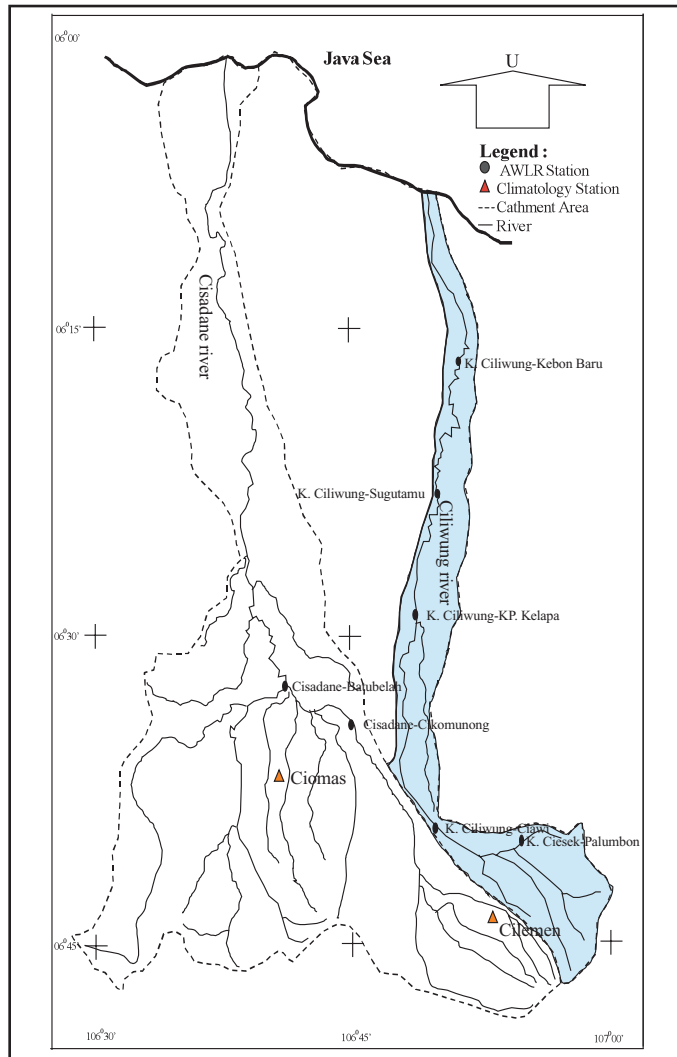 06°00'
Java Sea
U
Legend :
AWLR Station
Climatology Station
Cathment Area
River
Cisadane river
06°15'
K. Ciliwung-Kebon Baru
K. Ciliwung-Sugutamu
Ciliwung river
K. Ciliwung-KP. Kelapa
06°30'
Cisadane-Batubelah
Cisadane-Cikomunong
Ciomas
K. Ciliwung-Ciawi
K. Ciesek-Palumbon
Cilemen
06°45'
106°30'
106°45'
107°00'